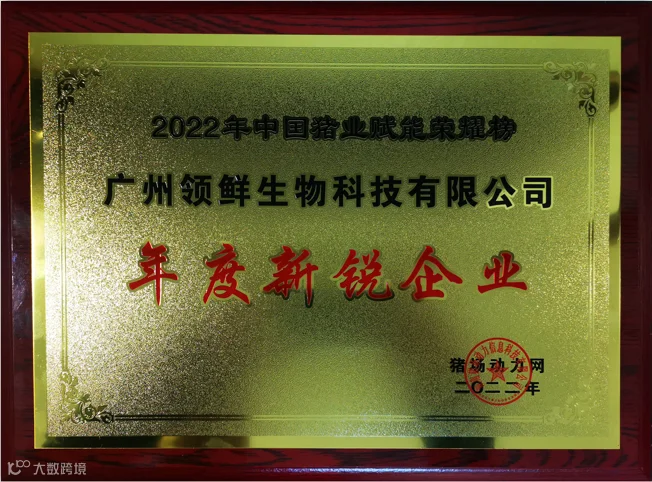 2022年中国猪业赋能荣耀榜
广州领鲜生物科技有限公司
年度新锐企业
猪场动力网
二〇二二年
大数跨境